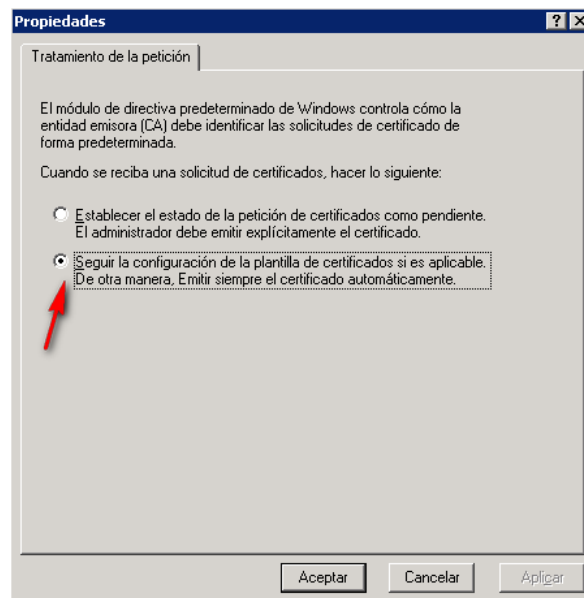 Propiedades
Tratamiento de la petición
El módulo de directiva predeterminado de Windows controla cómo la
entidad emisora (CA) debe identificar las solicitudes de certificado de
forma predeterminada.
Cuando se reciba una solicitud de certificados, hacer lo siguiente:
Establecer el estado de la petición de certificados como pendiente.
El administrador debe emitir explícitamente el certificado.
Seguir la configuración de la plantilla de certificados si es aplicable.
De otra manera, Emitir siempre el certificado automáticamente.
Aceptar Cancelar Aplicar